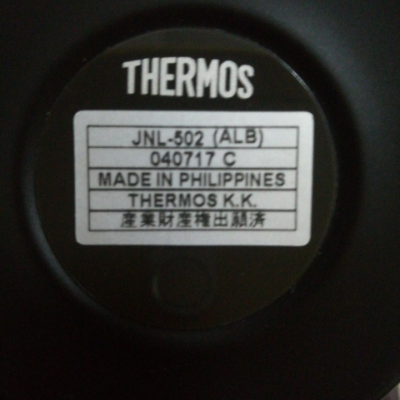 THERMOS
JNL-502 (ALB)
040717 C
MADE IN PHILIPPINES
THERMOS K.K.
産業財産権出願済